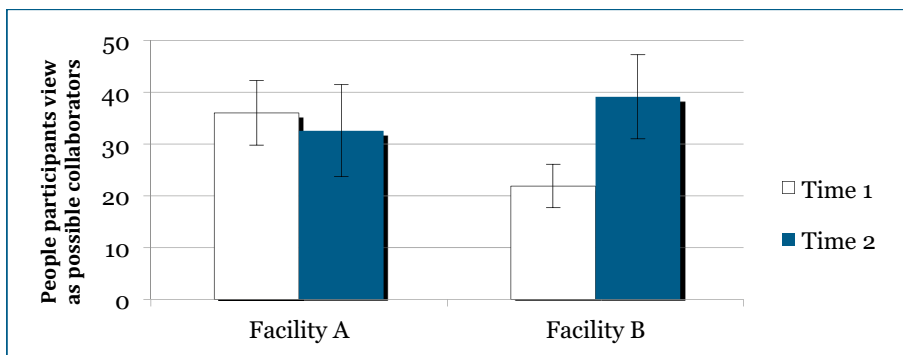 People participants view
as possible collaborators
50
40
30
20
10
0
Facility A
Facility B
Time 1
Time 2